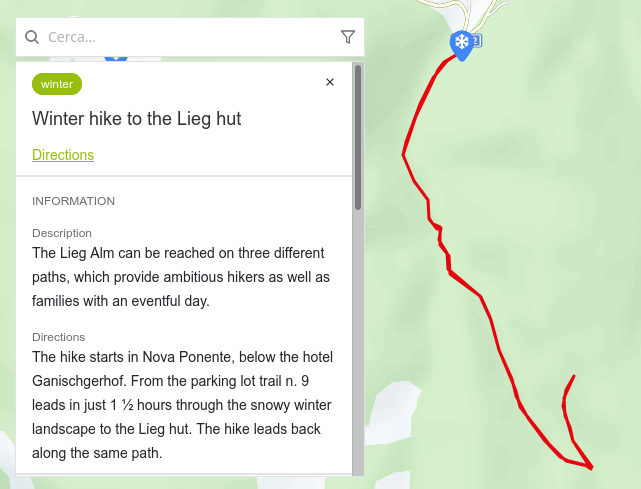 Cerca...
winter
×
Winter hike to the Lieg hut
Directions
INFORMATION
Description
The Lieg Alm can be reached on three different
paths, which provide ambitious hikers as well as
families with an eventful day.
Directions
The hike starts in Nova Ponente, below the hotel
Ganischgerhof. From the parking lot trail n. 9
leads in just 1 ½ hours through the snowy winter
landscape to the Lieg hut. The hike leads back
along the same path.